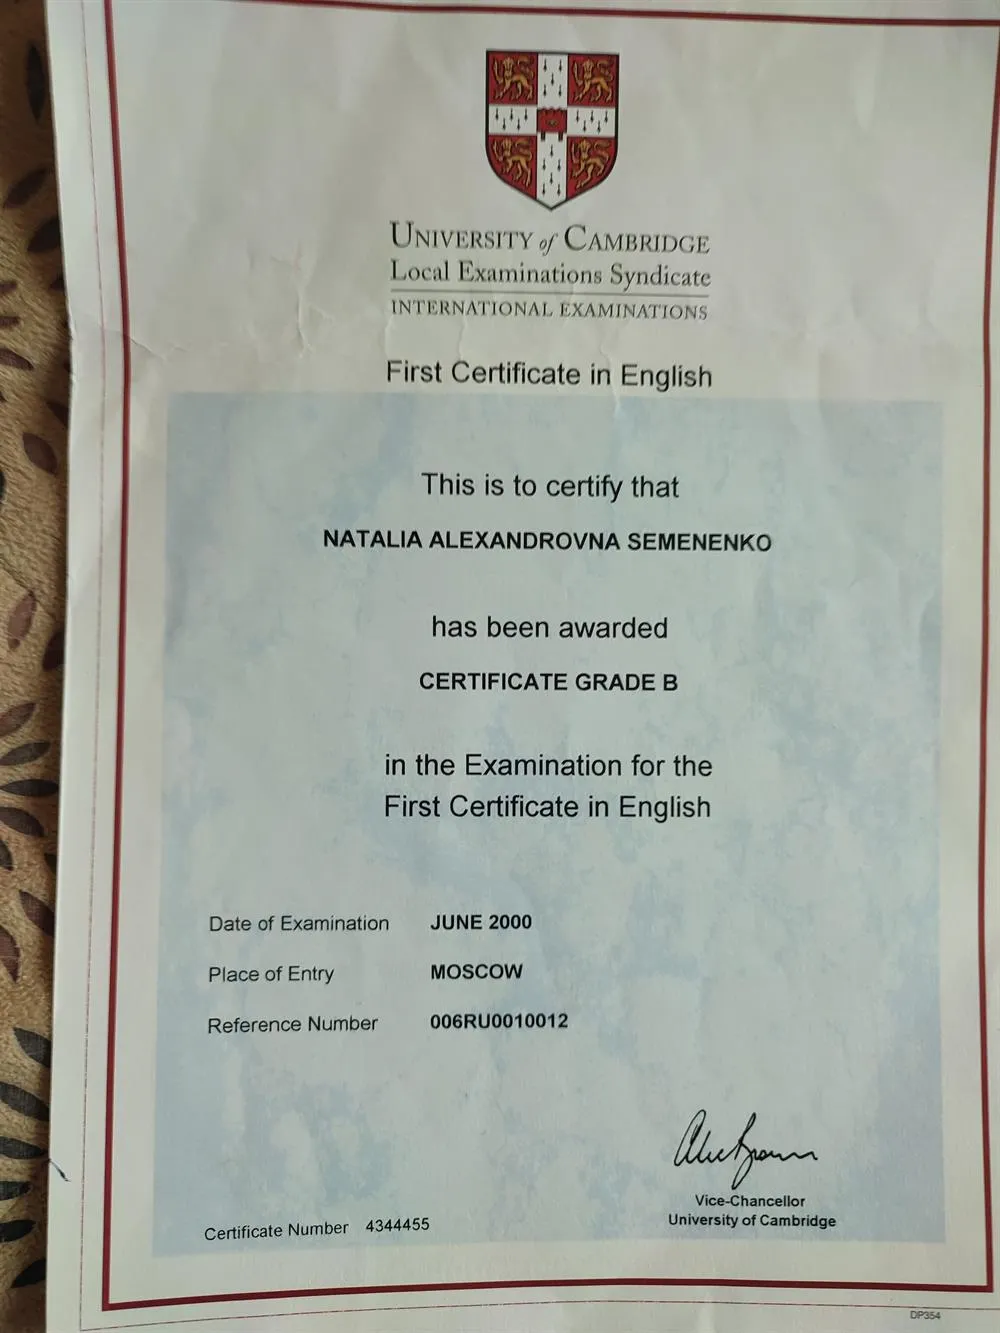 UNIVERSITY of CAMBRIDGE
Local Examinations Syndicate
INTERNATIONAL EXAMINATIONS
First Certificate in English
This is to certify that
NATALIA ALEXANDROVNA SEMENENKO
has been awarded
CERTIFICATE GRADE B
in the Examination for the
First Certificate in English
Date of Examination JUNE 2000
Place of Entry MOSCOW
Reference Number 006RU0010012
Vice-Chancellor
University of Cambridge
Certificate Number 4344455
DP354